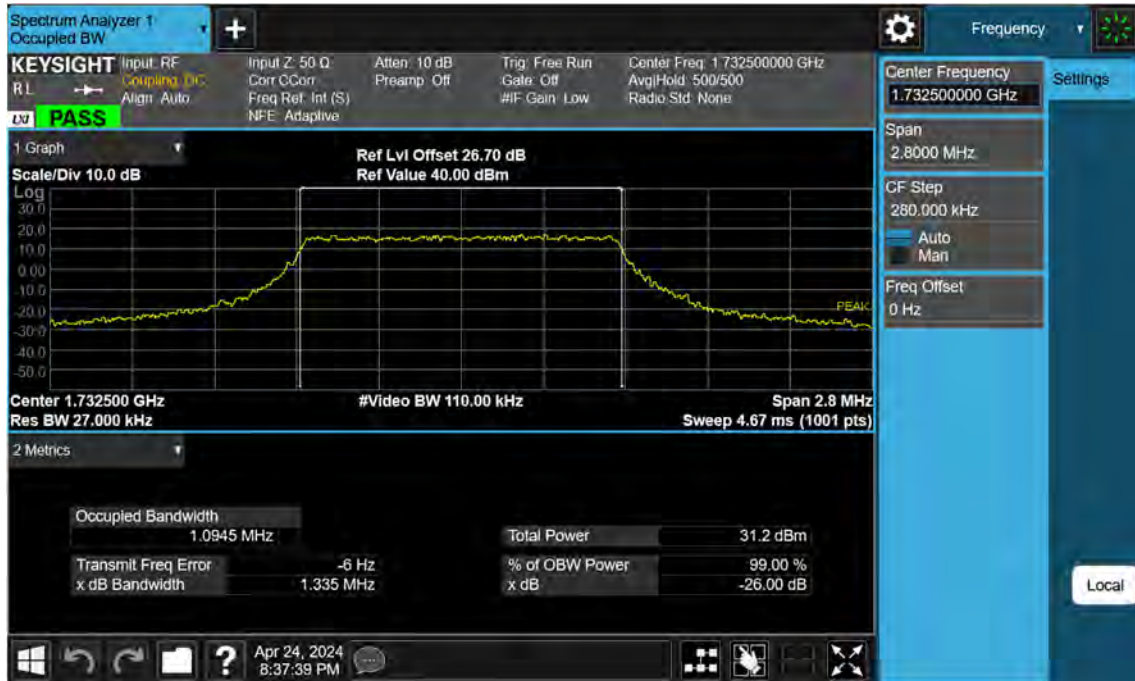 Spectrum Analyzer 1
Occupied BW
Frequency
KEYSIGHT
Input: RF
Coupling: DC
Align: Auto
Input Z: 50 Ω
Corr CCorr
Freq Ref: Int (S)
NFE: Adaptive
Atten: 10 dB
Preamp: Off
Trig: Free Run
Gate: Off
#IF Gain: Low
Center Freq: 1.732500000 GHz
Avg|Hold: 500/500
Radio Std: None
RL
LXI
PASS
Center Frequency
1.732500000 GHz
Settings
Span
2.8000 MHz
CF Step
280.000 kHz
Auto
Man
Freq Offset
0 Hz
Local
1 Graph
Scale/Div 10.0 dB
Ref Lvl Offset 26.70 dB
Ref Value 40.00 dBm
Log
30.0
20.0
10.0
0.00
-10.0
-20.0
-30.0
-40.0
-50.0
PEAK
Center 1.732500 GHz
#Video BW 110.00 kHz
Span 2.8 MHz
Res BW 27.000 kHz
Sweep 4.67 ms (1001 pts)
2 Metrics
Occupied Bandwidth
1.0945 MHz
Total Power 31.2 dBm
Transmit Freq Error -6 Hz
% of OBW Power 99.00 %
x dB Bandwidth 1.335 MHz
x dB -26.00 dB
?
Apr 24, 2024
8:37:39 PM